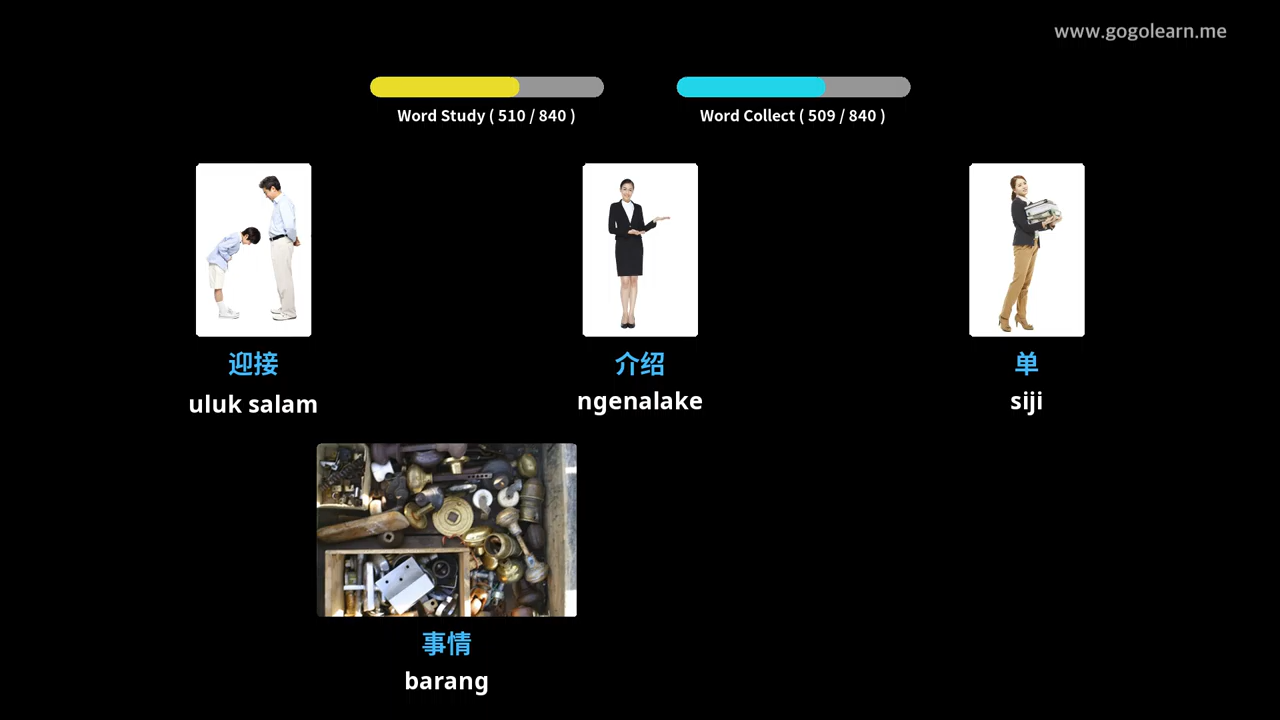 www.gogolearn.me
Word Study ( 510 / 840 )
Word Collect ( 509 / 840 )
迎接
uluk salam
介绍
ngenalake
单
siji
事情
barang